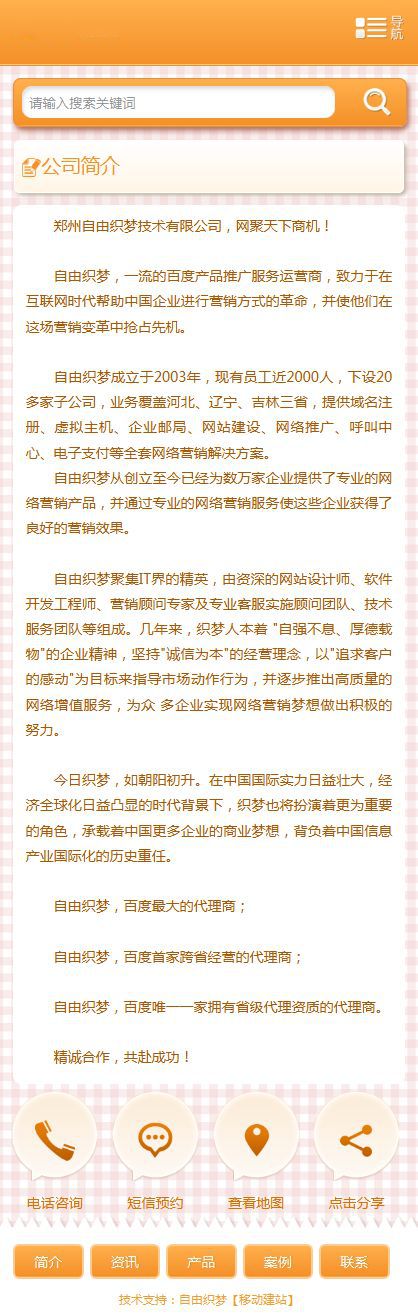 导
航
请输入搜索关键词
公司简介
郑州自由织梦技术有限公司，网聚天下商机！
自由织梦，一流的百度产品推广服务运营商，致力于在
互联网时代帮助中国企业进行营销方式的革命，并使他们在
这场营销变革中抢占先机。
自由织梦成立于2003年，现有员工近2000人，下设20
多家子公司，业务覆盖河北、辽宁、吉林三省，提供域名注
册、虚拟主机、企业邮局、网站建设、网络推广、呼叫中
心、电子支付等全套网络营销解决方案。
自由织梦从创立至今已经为数万家企业提供了专业的网
络营销产品，并通过专业的网络营销服务使这些企业获得了
良好的营销效果。
自由织梦聚集IT界的精英，由资深的网站设计师、软件
开发工程师、营销顾问专家及专业客服实施顾问团队、技术
服务团队等组成。几年来，织梦人本着 "自强不息、厚德载
物"的企业精神，坚持"诚信为本"的经营理念，以"追求客户
的感动"为目标来指导市场动作行为，并逐步推出高质量的
网络增值服务，为众 多企业实现网络营销梦想做出积极的
努力。
今日织梦，如朝阳初升。在中国国际实力日益壮大，经
济全球化日益凸显的时代背景下，织梦也将扮演着更为重要
的角色，承载着中国更多企业的商业梦想，背负着中国信息
产业国际化的历史重任。
自由织梦，百度最大的代理商；
自由织梦，百度首家跨省经营的代理商；
自由织梦，百度唯一一家拥有省级代理资质的代理商。
精诚合作，共赴成功！
电话咨询 短信预约 查看地图 点击分享
简介 资讯 产品 案例 联系
技术支持：自由织梦【移动建站】